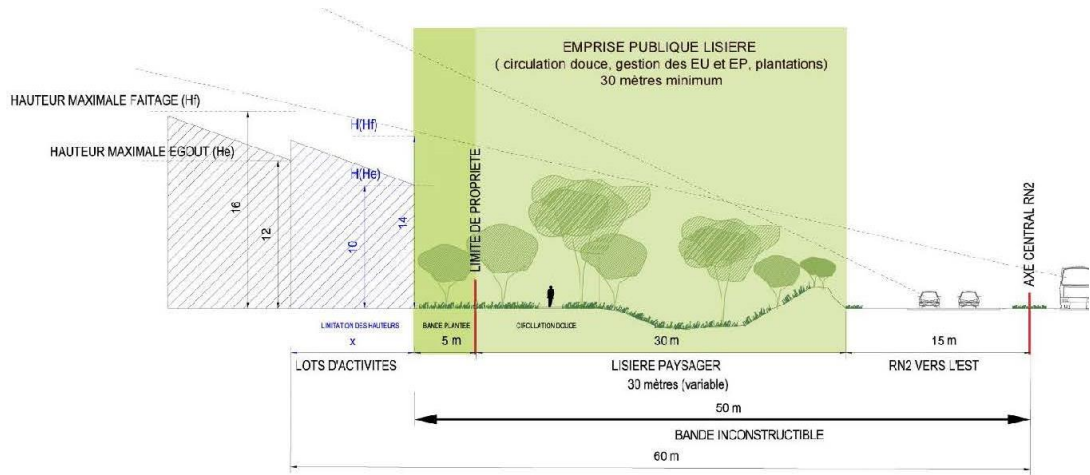 EMPRISE PUBLIQUE LISIERE
( circulation douce, gestion des EU et EP, plantations)
30 mètres minimum
HAUTEUR MAXIMALE FAITAGE (Hf)
H(Hf)
HAUTEUR MAXIMALE EGOUT (He)
H(He)
16
12
10
14
LIMITE DE PROPRIETE
AXE CENTRAL RN2
LIMITATION DES HAUTEURS
BANDE PLANTEE
CIRCULATION DOUCE
x
5 m
30 m
15 m
LOTS D'ACTIVITES
LISIERE PAYSAGER
RN2 VERS L'EST
30 mètres (variable)
50 m
BANDE INCONSTRUCTIBLE
60 m